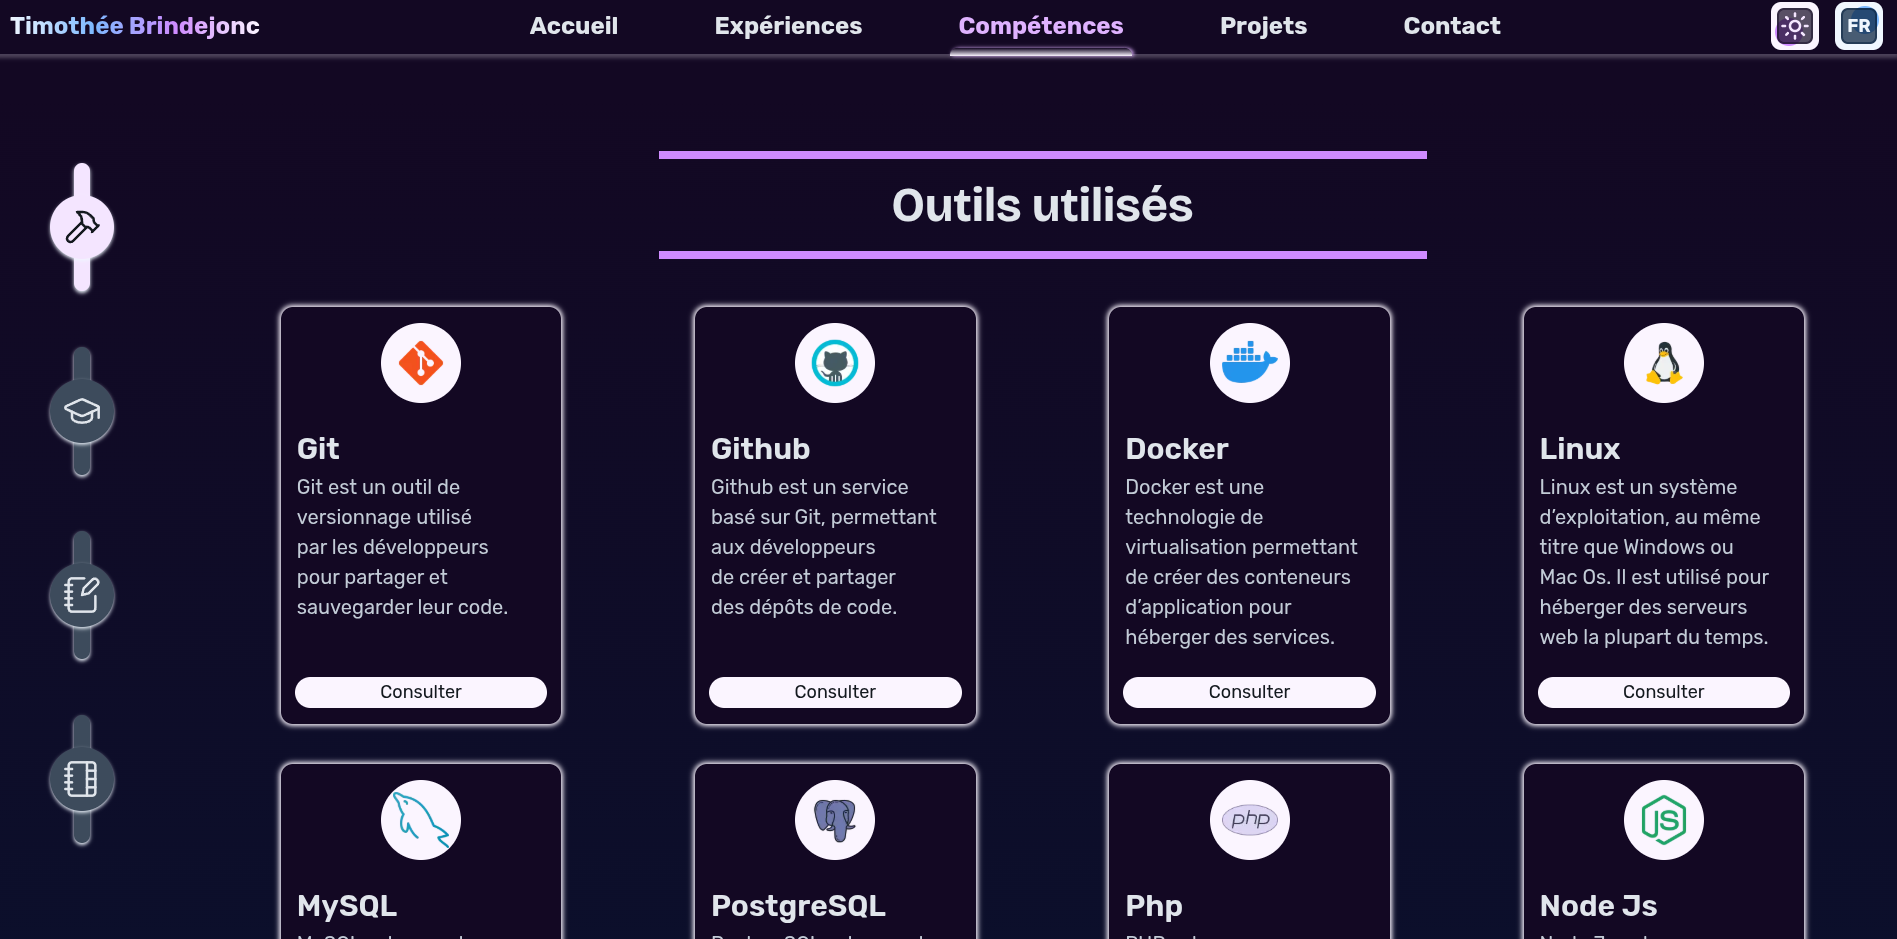 Timothée Brindejonc
Accueil
Expériences
Compétences
Projets
Contact
FR
Outils utilisés
Git
Git est un outil de
versionnage utilisé
par les développeurs
pour partager et
sauvegarder leur code.
Consulter
Github
Github est un service
basé sur Git, permettant
aux développeurs
de créer et partager
des dépôts de code.
Consulter
Docker
Docker est une
technologie de
virtualisation permettant
de créer des conteneurs
d’application pour
héberger des services.
Consulter
Linux
Linux est un système
d’exploitation, au même
titre que Windows ou
Mac Os. Il est utilisé pour
héberger des serveurs
web la plupart du temps.
Consulter
MySQL
PostgreSQL
php
Php
JS
Node Js